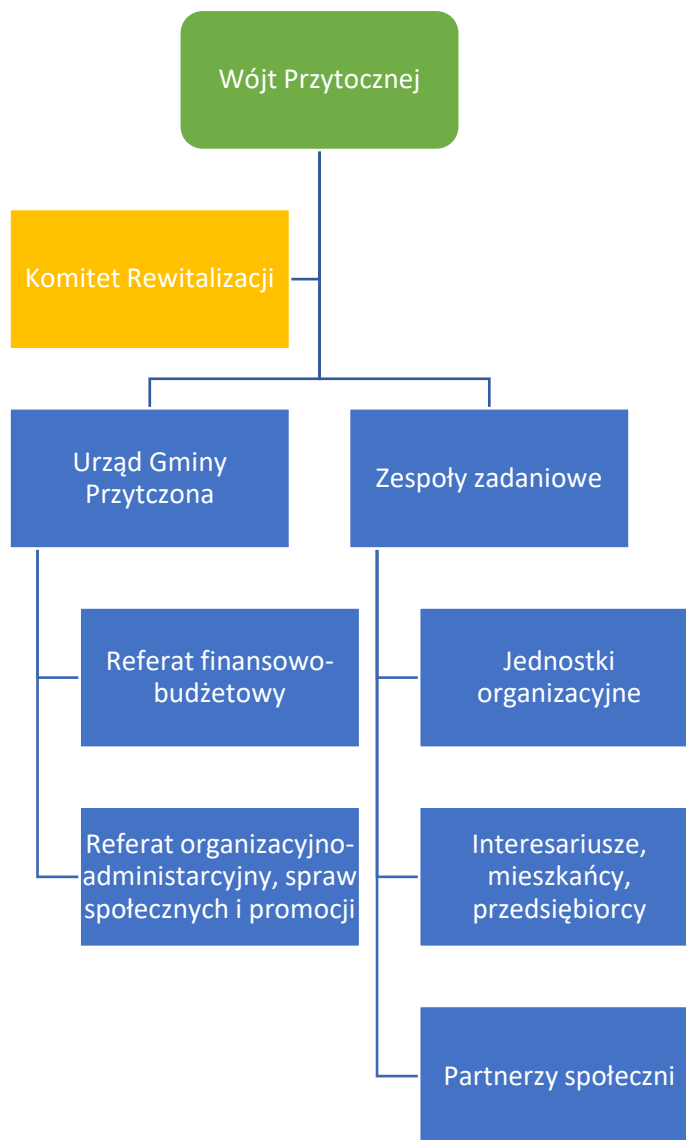 Wójt Przytocznej
Komitet Rewitalizacji
Urząd Gminy
Przytczona
Zespoły zadaniowe
Referat finansowo-
budżetowy
Jednostki
organizacyjne
Referat organizacyjno-
administarcyjny, spraw
społecznych i promocji
Interesariusze,
mieszkańcy,
przedsiębiorcy
Partnerzy społeczni